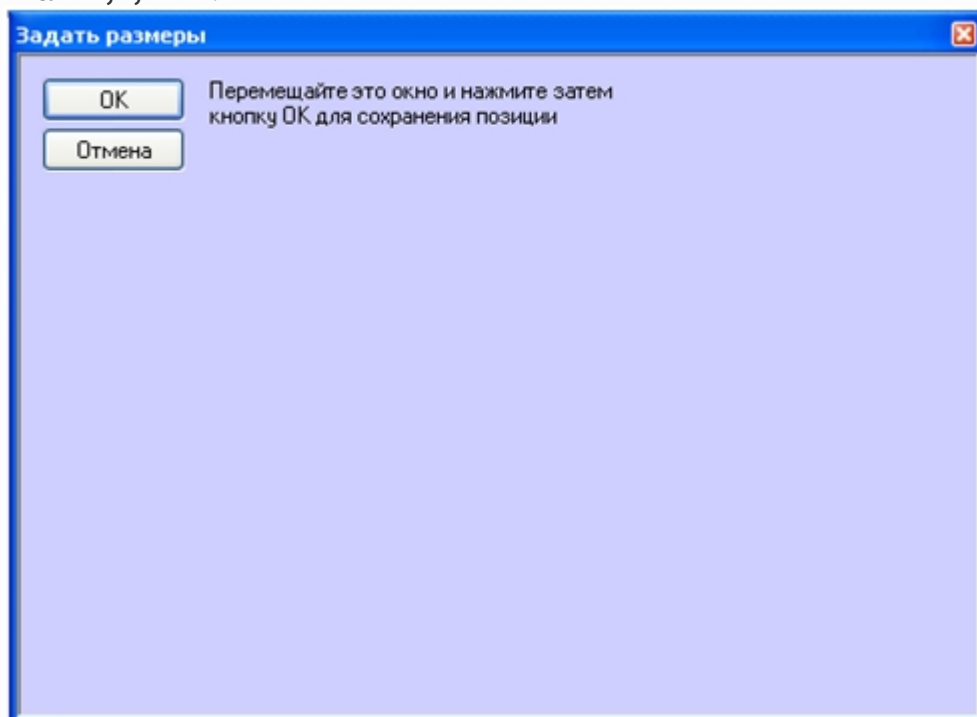 Задать размеры
OK
Перемещайте это окно и нажмите затем
кнопку OK для сохранения позиции
Отмена